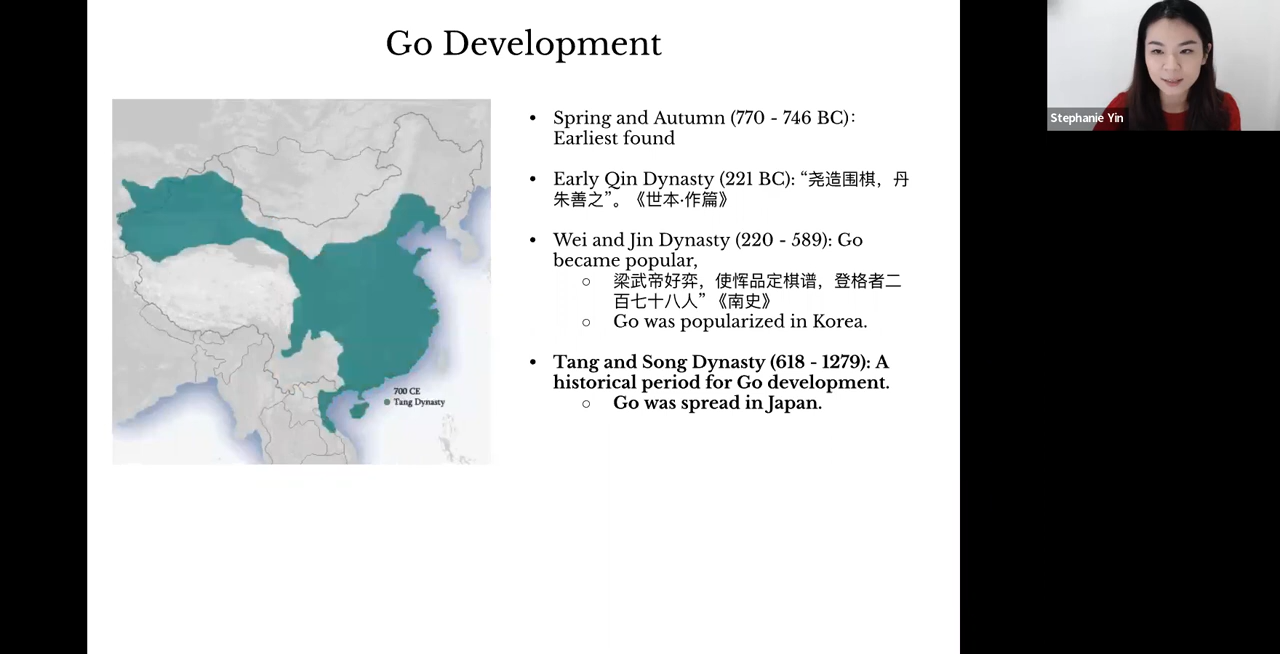 Go Development
Stephanie Yin
• Spring and Autumn (770 - 746 BC):
Earliest found
• Early Qin Dynasty (221 BC): “尧造围棋，丹
朱善之”。《世本·作篇》
• Wei and Jin Dynasty (220 - 589): Go
became popular,
○ 梁武帝好弈，使恽品定棋谱，登格者二
百七十八人” 《南史》
○ Go was popularized in Korea.
• Tang and Song Dynasty (618 - 1279): A
historical period for Go development.
○ Go was spread in Japan.
700 CE
Tang Dynasty